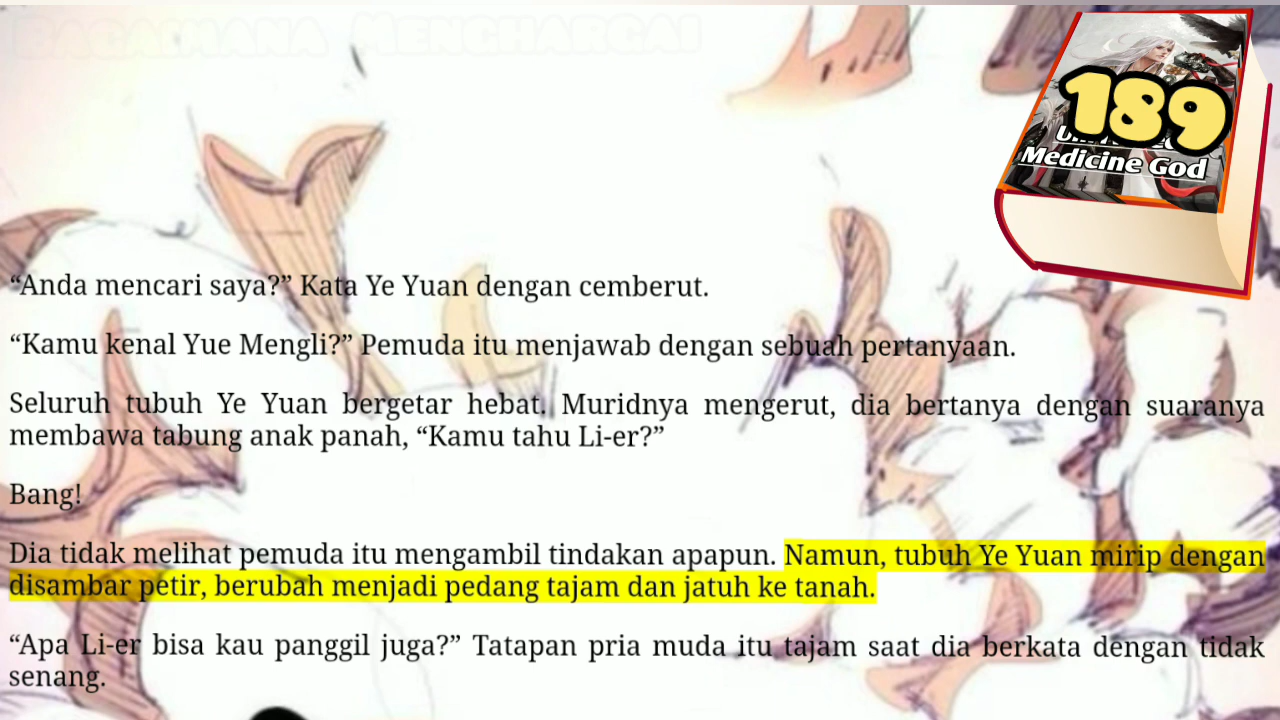 BAGAIMANA MENGHARGAI
189
Medicine God
“Anda mencari saya?” Kata Ye Yuan dengan cemberut.
“Kamu kenal Yue Mengli?” Pemuda itu menjawab dengan sebuah pertanyaan.
Seluruh tubuh Ye Yuan bergetar hebat. Muridnya mengerut, dia bertanya dengan suaranya
membawa tabung anak panah, “Kamu tahu Li-er?”
Bang!
Dia tidak melihat pemuda itu mengambil tindakan apapun. Namun, tubuh Ye Yuan mirip dengan
disambar petir, berubah menjadi pedang tajam dan jatuh ke tanah.
“Apa Li-er bisa kau panggil juga?” Tatapan pria muda itu tajam saat dia berkata dengan tidak
senang.